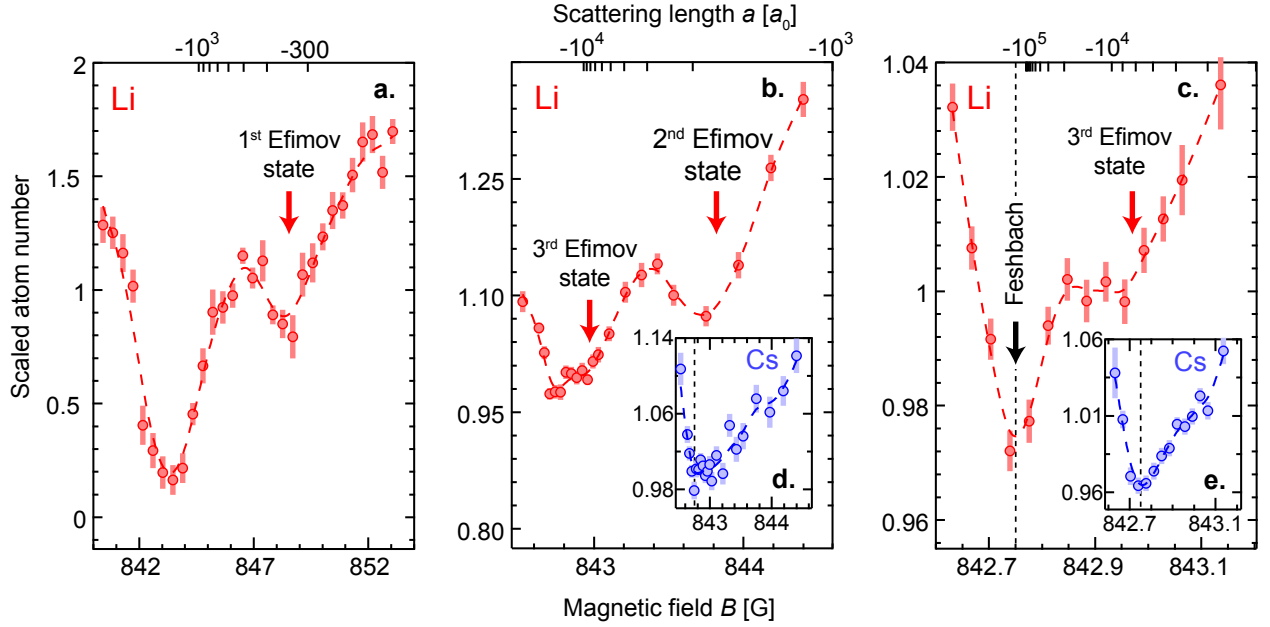 Scattering length a [a₀]
-10³
-300
-10⁴
-10³
-10⁵
-10⁴
Scaled atom number
2
1.5
1
0.5
0
Li
a.
1ˢᵗ Efimov
state
842
847
852
1.25
1.10
0.95
0.80
Li
b.
2ⁿᵈ Efimov
state
3ʳᵈ Efimov
state
843
844
1.14
1.06
0.98
Cs
d.
843
844
1.04
1.02
1
0.98
0.96
Li
c.
3ʳᵈ Efimov
state
Feshbach
842.7
842.9
843.1
1.06
1.01
0.96
Cs
e.
842.7
843.1
Magnetic field B [G]